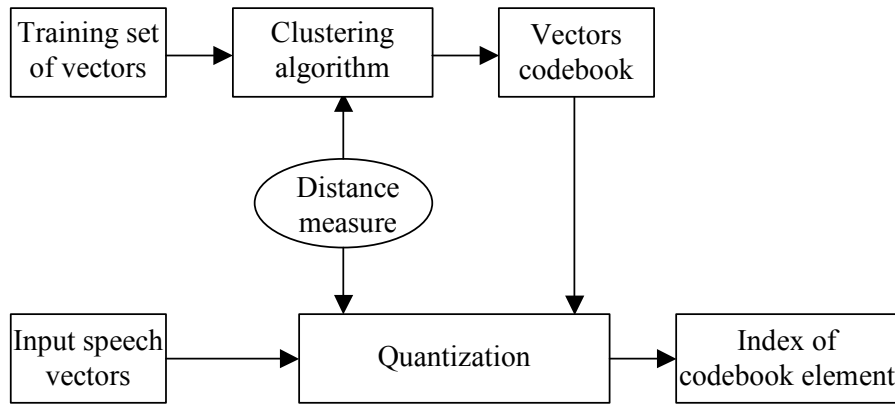 Training set
of vectors
Clustering
algorithm
Vectors
codebook
Distance
measure
Input speech
vectors
Quantization
Index of
codebook element